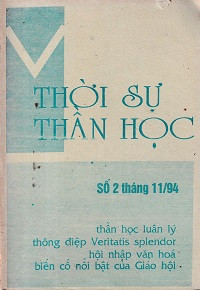 THỜI SỰ
THẦN HỌC
SỐ 2 tháng 11/94
thần học luân lý
thông điệp Veritatis splendor
hội nhập văn hoá
biến cố nổi bật của Giáo hội